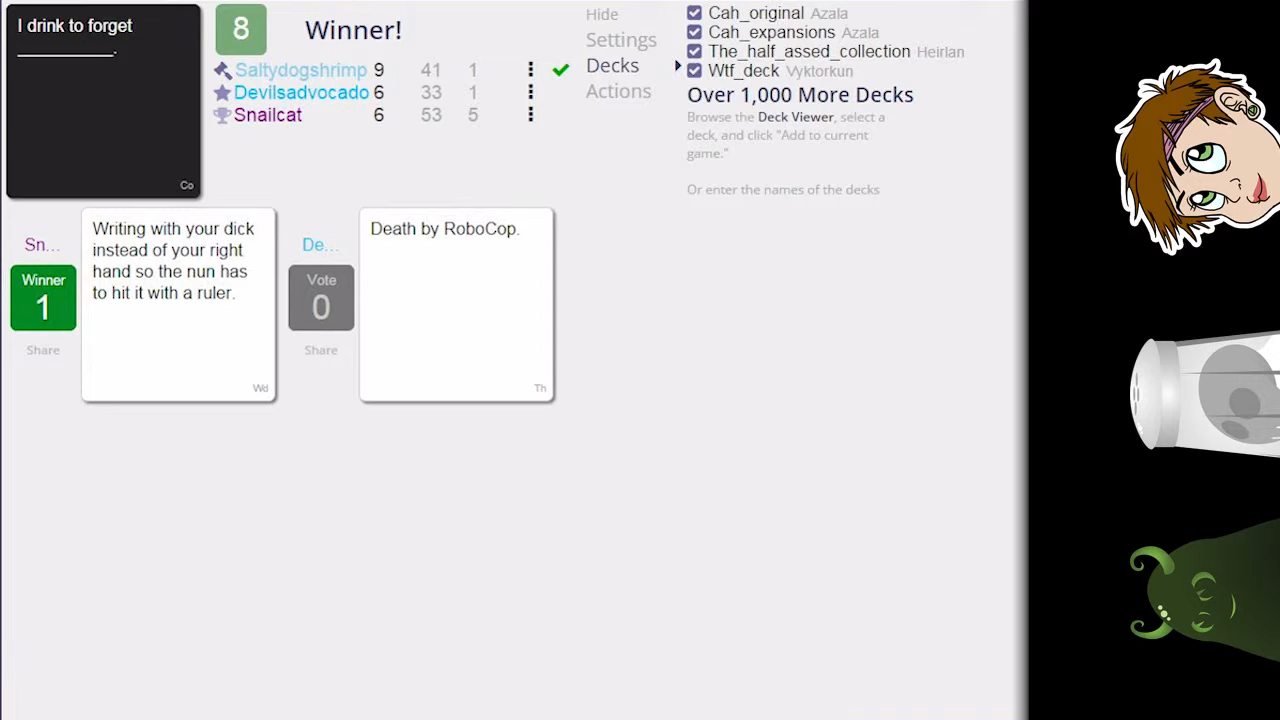 I drink to forget
____________.
Co
8
Winner!
Saltydogshrimp 9 41 1
Devilsadvocado 6 33 1
Snailcat 6 53 5
Hide
Settings
Decks
Actions
Cah_original Azala
Cah_expansions Azala
The_half_assed_collection Heirlan
Wtf_deck Vyktorkun
Over 1,000 More Decks
Browse the Deck Viewer, select a
deck, and click "Add to current
game."
Or enter the names of the decks
Sn...
Winner
1
Share
Writing with your dick
instead of your right
hand so the nun has
to hit it with a ruler.
Wd
De...
Vote
0
Share
Death by RoboCop.
Th